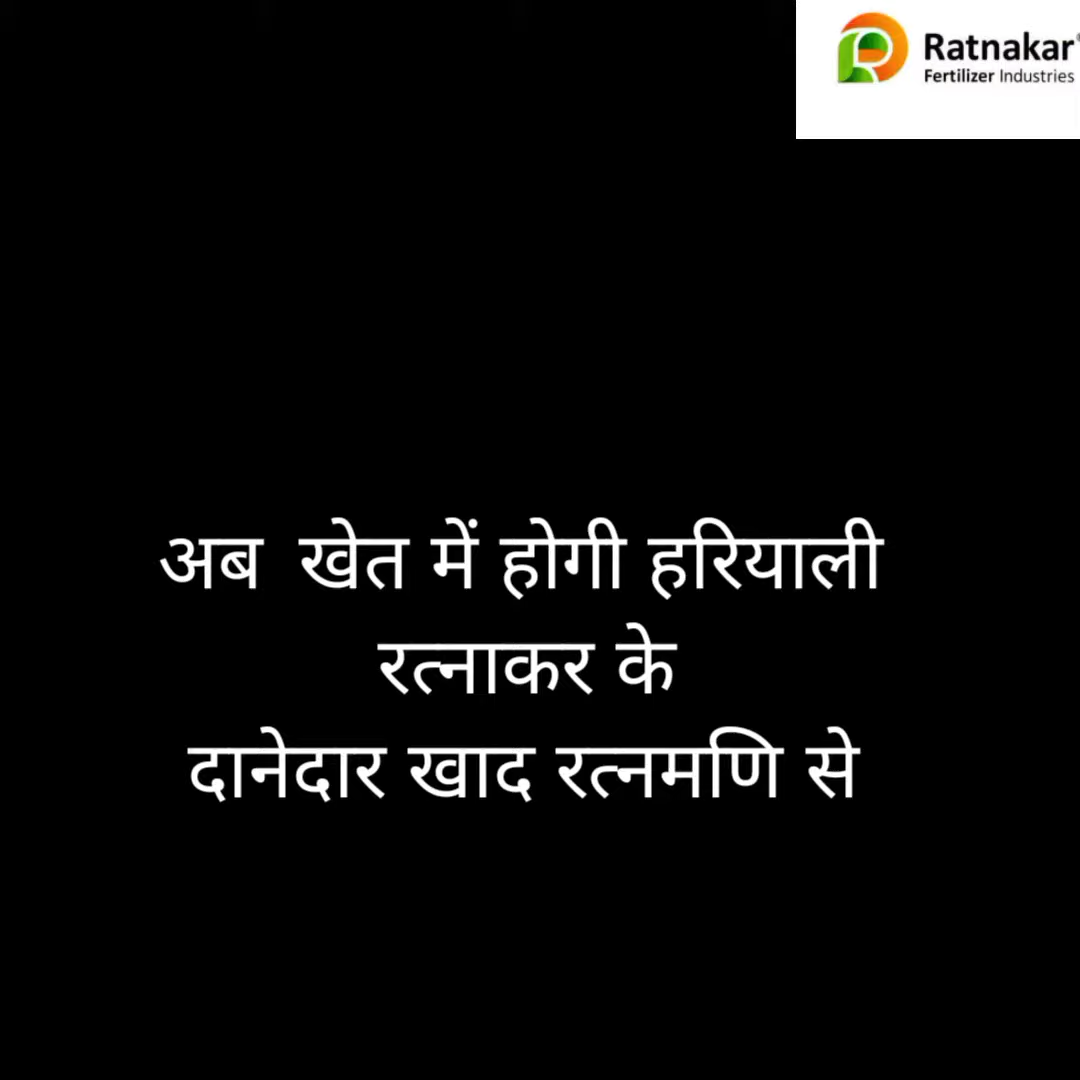 Ratnakar®
Fertilizer Industries
अब खेत में होगी हरियाली
रत्नाकर के
दानेदार खाद रत्नमणि से